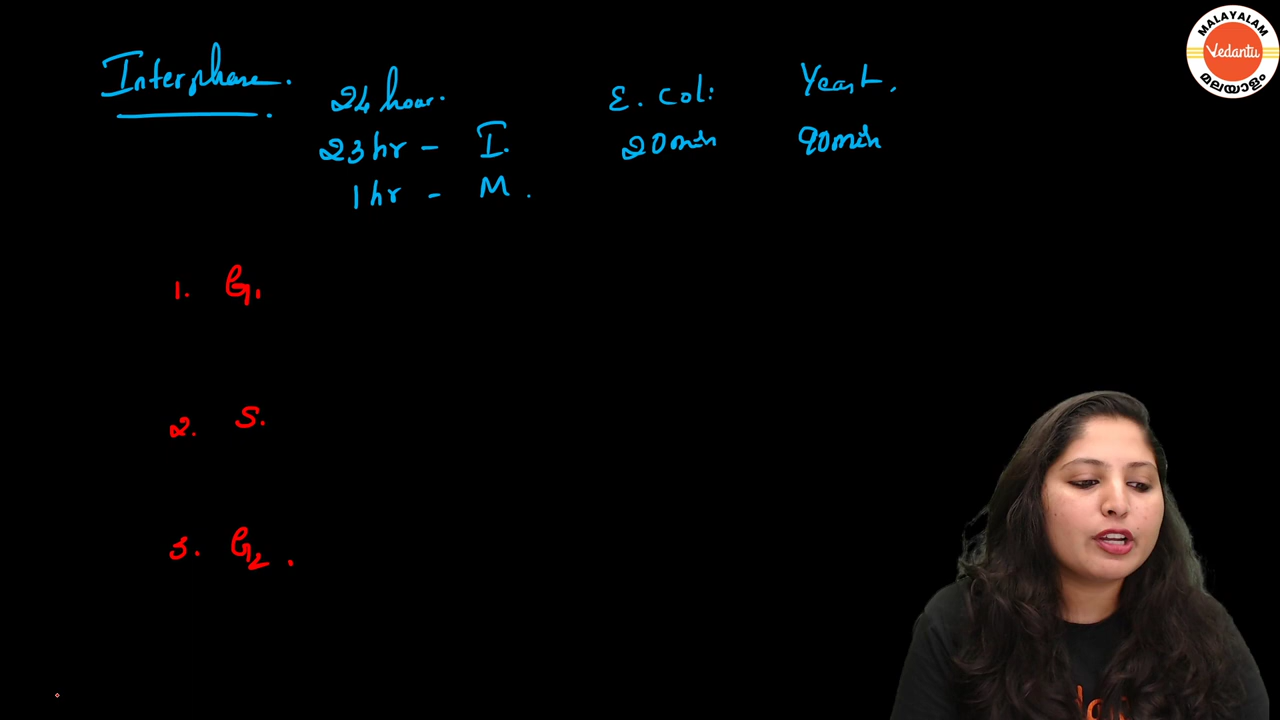 Interphase.
24 hour.
23 hr - I.
1 hr - M.
E. coli
20 min
Yeast.
90 min
1. G1
2. S.
3. G2.
MALAYALAM
Vedantu
മലയാളം